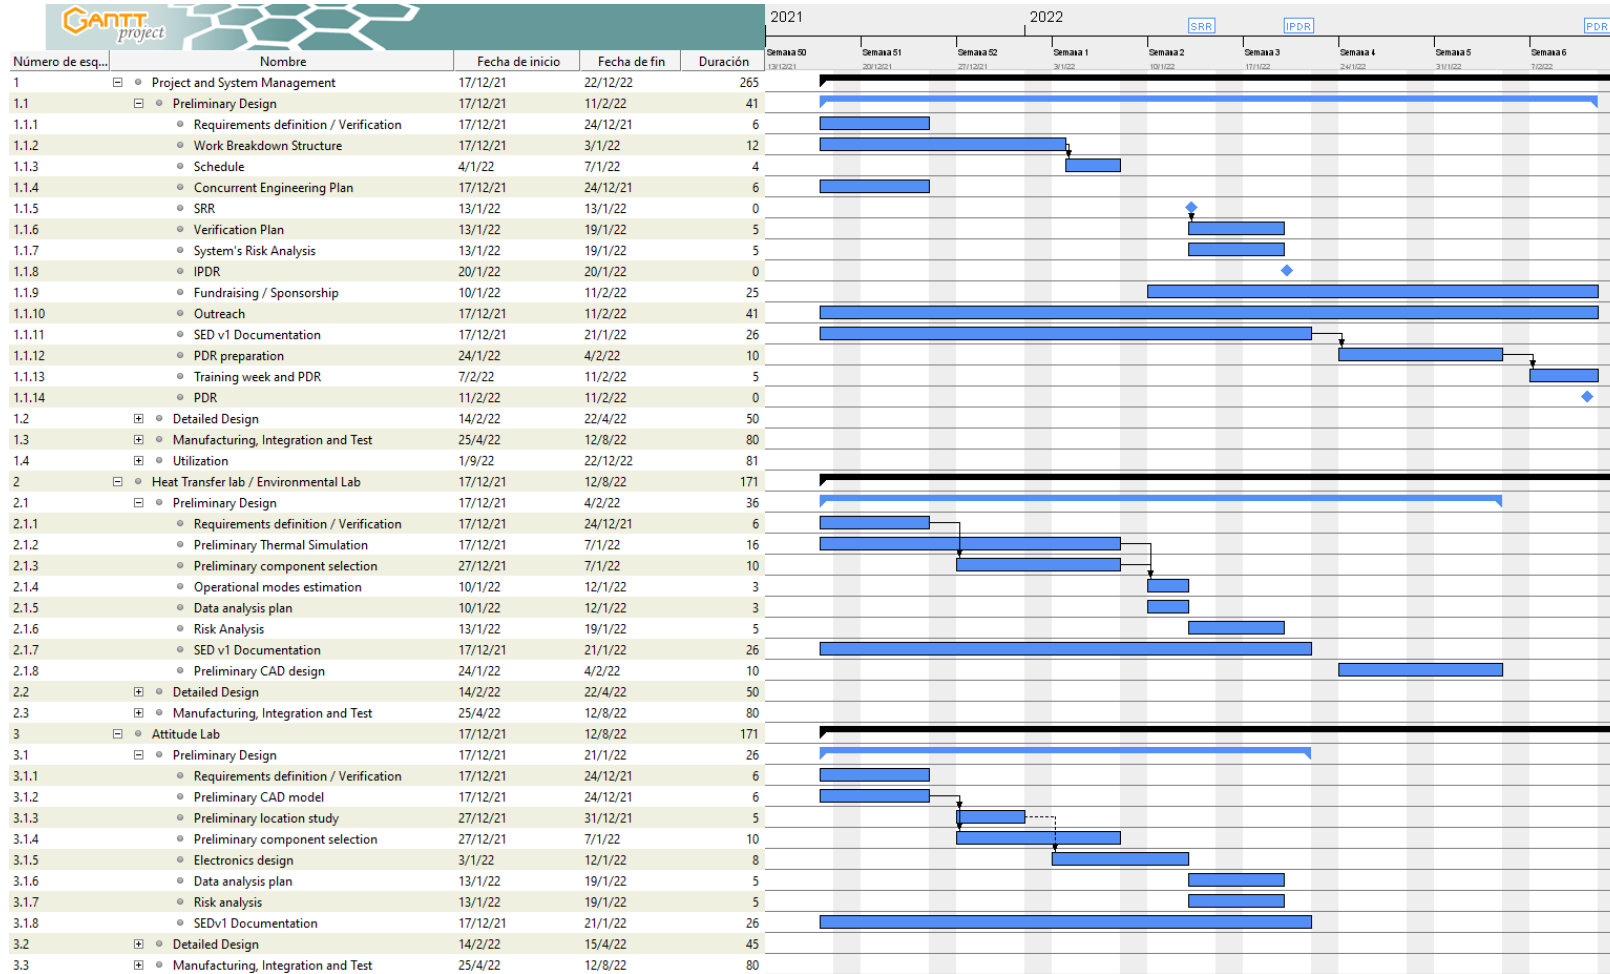 GANTT project
2021
2022
SRR
IPDR
PDR
Semana 50
Semana 51
Semana 52
Semana 1
Semana 2
Semana 3
Semana 4
Semana 5
Semana 6
13/12/21
20/12/21
27/12/21
3/1/22
10/1/22
17/1/22
24/1/22
31/1/22
7/2/22
Número de esq... Nombre Fecha de inicio Fecha de fin Duración
1 Project and System Management 17/12/21 22/12/22 265
1.1 Preliminary Design 17/12/21 11/2/22 41
1.1.1 Requirements definition / Verification 17/12/21 24/12/21 6
1.1.2 Work Breakdown Structure 17/12/21 3/1/22 12
1.1.3 Schedule 4/1/22 7/1/22 4
1.1.4 Concurrent Engineering Plan 17/12/21 24/12/21 6
1.1.5 SRR 13/1/22 13/1/22 0
1.1.6 Verification Plan 13/1/22 19/1/22 5
1.1.7 System's Risk Analysis 13/1/22 19/1/22 5
1.1.8 IPDR 20/1/22 20/1/22 0
1.1.9 Fundraising / Sponsorship 10/1/22 11/2/22 25
1.1.10 Outreach 17/12/21 11/2/22 41
1.1.11 SED v1 Documentation 17/12/21 21/1/22 26
1.1.12 PDR preparation 24/1/22 4/2/22 10
1.1.13 Training week and PDR 7/2/22 11/2/22 5
1.1.14 PDR 11/2/22 11/2/22 0
1.2 Detailed Design 14/2/22 22/4/22 50
1.3 Manufacturing, Integration and Test 25/4/22 12/8/22 80
1.4 Utilization 1/9/22 22/12/22 81
2 Heat Transfer lab / Environmental Lab 17/12/21 12/8/22 171
2.1 Preliminary Design 17/12/21 4/2/22 36
2.1.1 Requirements definition / Verification 17/12/21 24/12/21 6
2.1.2 Preliminary Thermal Simulation 17/12/21 7/1/22 16
2.1.3 Preliminary component selection 27/12/21 7/1/22 10
2.1.4 Operational modes estimation 10/1/22 12/1/22 3
2.1.5 Data analysis plan 10/1/22 12/1/22 3
2.1.6 Risk Analysis 13/1/22 19/1/22 5
2.1.7 SED v1 Documentation 17/12/21 21/1/22 26
2.1.8 Preliminary CAD design 24/1/22 4/2/22 10
2.2 Detailed Design 14/2/22 22/4/22 50
2.3 Manufacturing, Integration and Test 25/4/22 12/8/22 80
3 Attitude Lab 17/12/21 12/8/22 171
3.1 Preliminary Design 17/12/21 21/1/22 26
3.1.1 Requirements definition / Verification 17/12/21 24/12/21 6
3.1.2 Preliminary CAD model 17/12/21 24/12/21 6
3.1.3 Preliminary location study 27/12/21 31/12/21 5
3.1.4 Preliminary component selection 27/12/21 7/1/22 10
3.1.5 Electronics design 3/1/22 12/1/22 8
3.1.6 Data analysis plan 13/1/22 19/1/22 5
3.1.7 Risk analysis 13/1/22 19/1/22 5
3.1.8 SEDv1 Documentation 17/12/21 21/1/22 26
3.2 Detailed Design 14/2/22 15/4/22 45
3.3 Manufacturing, Integration and Test 25/4/22 12/8/22 80